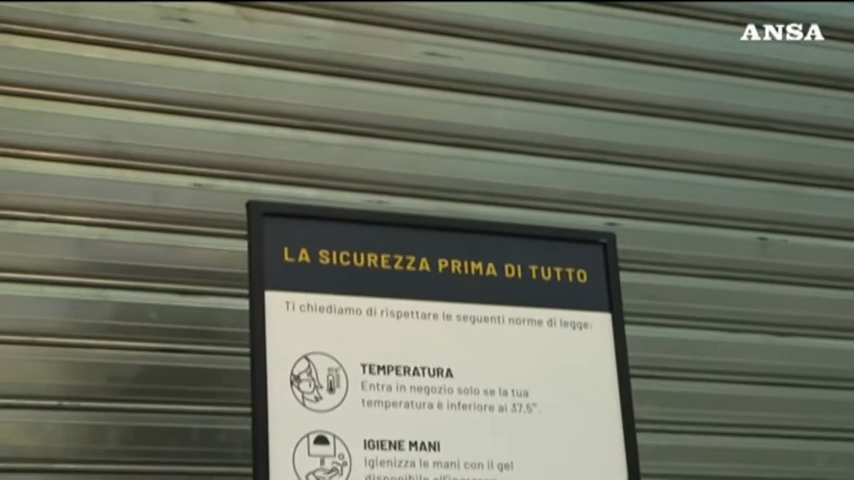 ANSA
LA SICUREZZA PRIMA DI TUTTO
Ti chiediamo di rispettare le seguenti norme di legge:
TEMPERATURA
Entra in negozio solo se la tua
temperatura è inferiore ai 37.5°.
IGIENE MANI
Igienizza le mani con il gel
disponibile all'ingresso